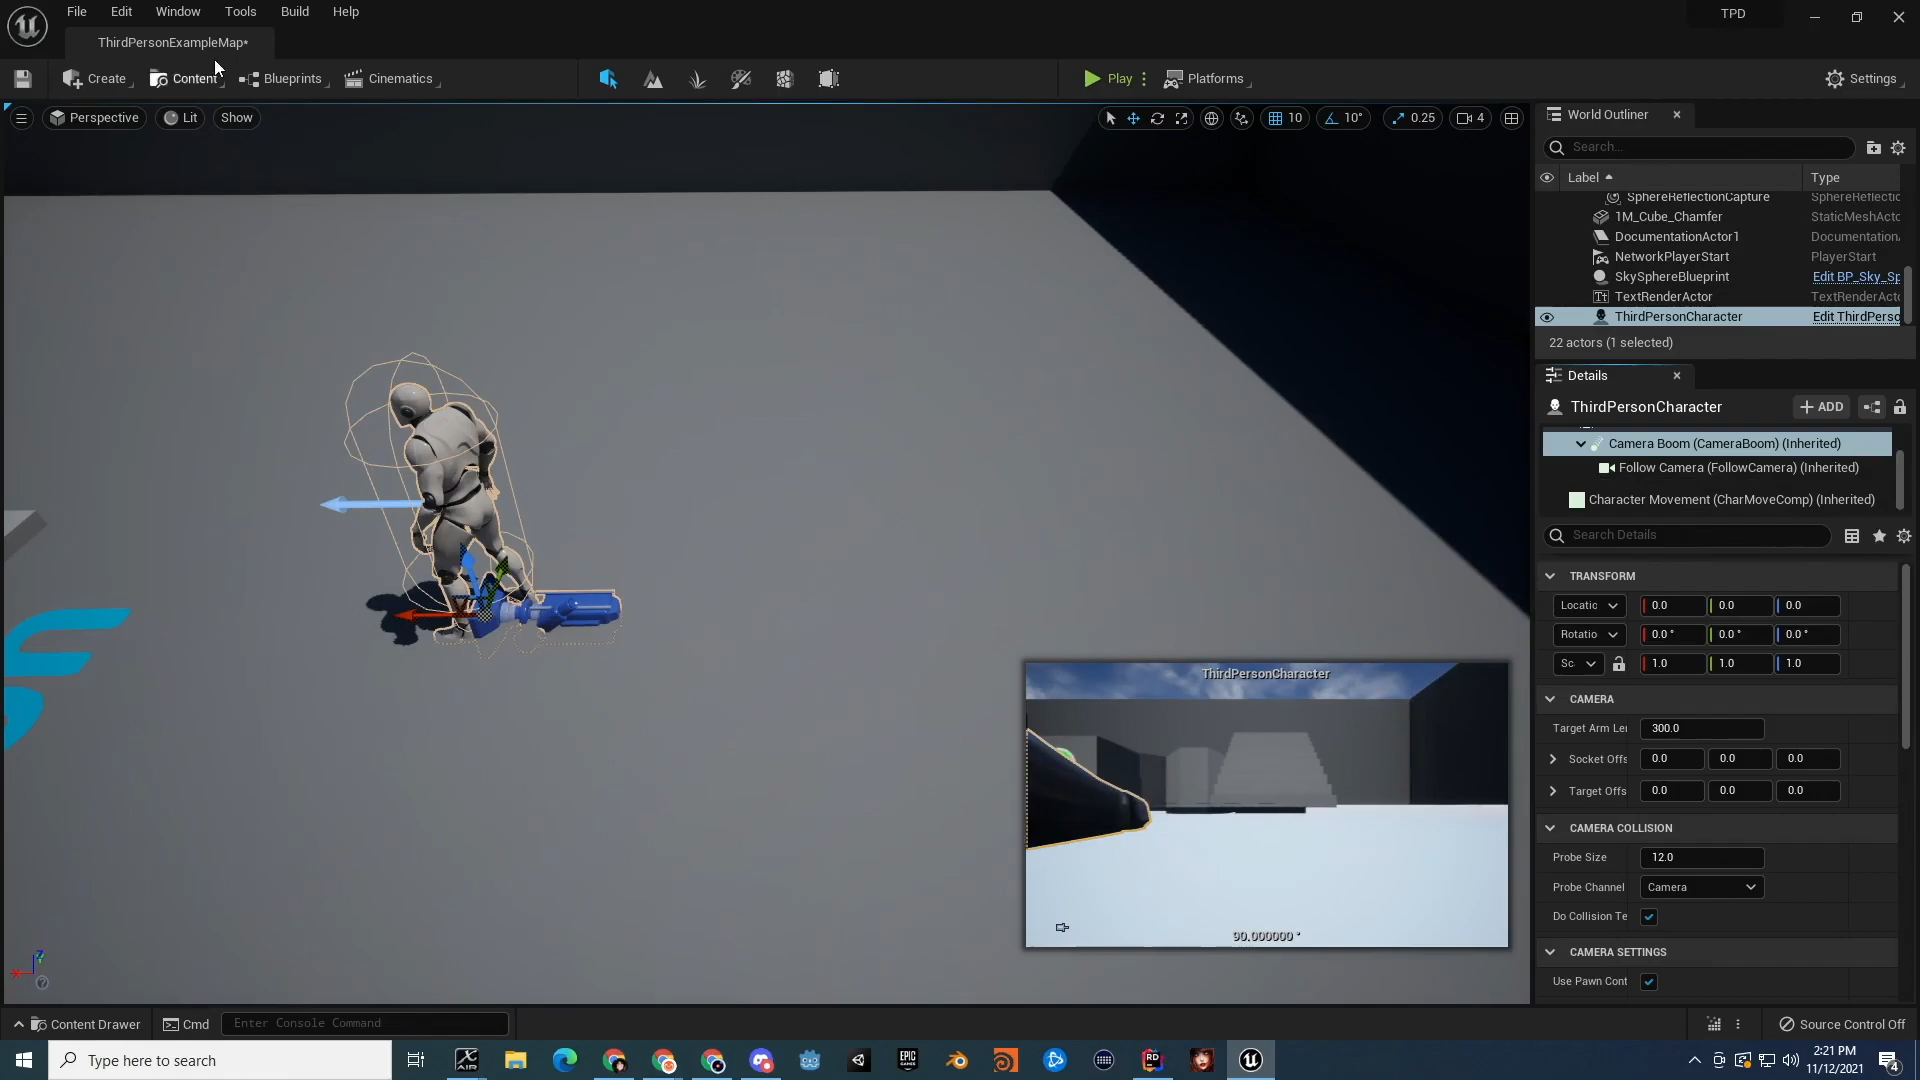 File Edit Window Tools Build Help
TPD
ThirdPersonExampleMap*
Create Content Blueprints Cinematics Play Platforms Settings
Perspective Lit Show 10 10° 0.25 4
World Outliner
Search...
Label Type
SphereReflectionCapture SphereReflectic
1M_Cube_Chamfer StaticMeshActo
DocumentationActor1 Documentation
NetworkPlayerStart PlayerStart
SkySphereBlueprint Edit BP_Sky_Sp
TextRenderActor TextRenderActo
ThirdPersonCharacter Edit ThirdPerso
22 actors (1 selected)
Details
ThirdPersonCharacter ADD
Camera Boom (CameraBoom) (Inherited)
Follow Camera (FollowCamera) (Inherited)
Character Movement (CharMoveComp) (Inherited)
Search Details
TRANSFORM
Locatic 0.0 0.0 0.0
Rotatio 0.0 ° 0.0 ° 0.0 °
Sc 1.0 1.0 1.0
CAMERA
Target Arm Lei 300.0
Socket Offs 0.0 0.0 0.0
Target Offs 0.0 0.0 0.0
CAMERA COLLISION
Probe Size 12.0
Probe Channel Camera
Do Collision Te
CAMERA SETTINGS
Use Pawn Cont
ThirdPersonCharacter
90.000000 °
Content Drawer Cmd Enter Console Command Source Control Off
Type here to search
2:21 PM
11/12/2021
4